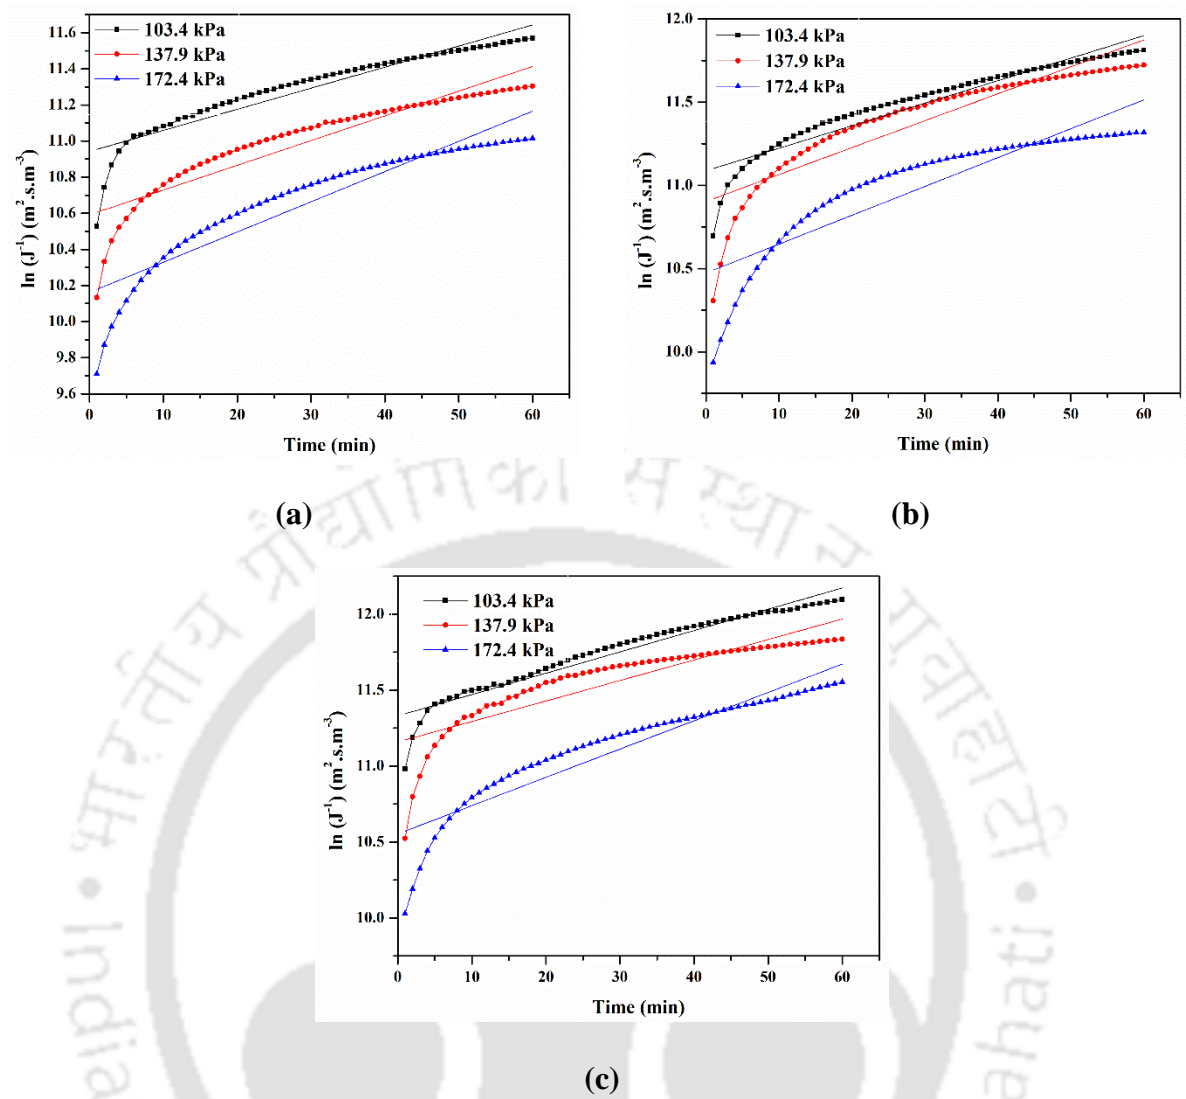 103.4 kPa
137.9 kPa
172.4 kPa
ln (J⁻¹) (m².s.m⁻³)
11.6
11.4
11.2
11.0
10.8
10.6
10.4
10.2
10.0
9.8
9.6
0 10 20 30 40 50 60
Time (min)
(a)
103.4 kPa
137.9 kPa
172.4 kPa
ln (J⁻¹) (m².s.m⁻³)
12.0
11.5
11.0
10.5
10.0
0 10 20 30 40 50 60
Time (min)
(b)
103.4 kPa
137.9 kPa
172.4 kPa
ln (J⁻¹) (m².s.m⁻³)
12.0
11.5
11.0
10.5
10.0
0 10 20 30 40 50 60
Time (min)
(c)